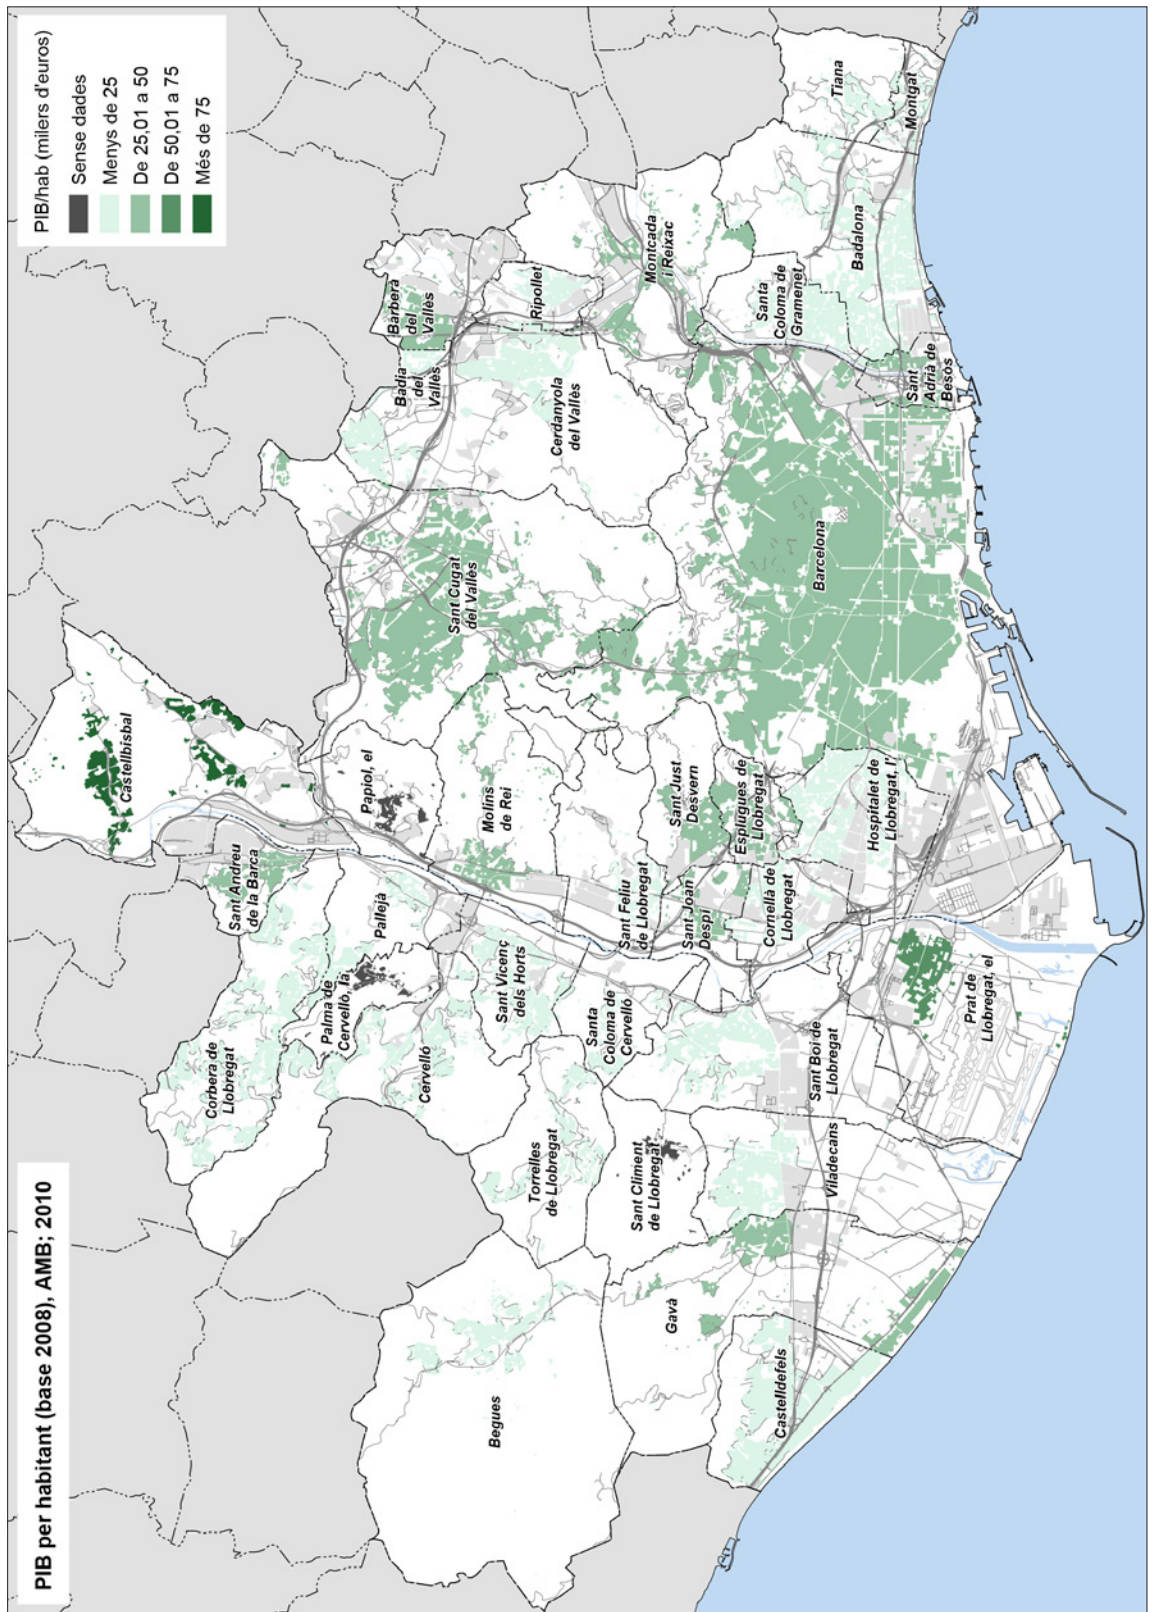 PIB per habitant (base 2008), AMB; 2010
PIB/hab (milers d'euros)
Sense dades
Menys de 25
De 25,01 a 50
De 50,01 a 75
Més de 75
Castellbisbal
Sant Andreu
de la Barca
Papiol, el
Corbera de
Llobregat
Pallejà
Palma de
Cervelló, la
Cervelló
Sant Vicenç
dels Horts
Molins
de Rei
Sant Cugat
del Vallès
Badia
del
Vallès
Barberà
del
Vallès
Ripollet
Cerdanyola
del Vallès
Montcada
i Reixac
Tiana
Montgat
Badalona
Santa
Coloma de
Gramenet
Sant
Adrià de
Besòs
Barcelona
Sant Just
Desvern
Esplugues de
Llobregat
Sant Feliu
de Llobregat
Sant Joan
Despí
Cornellà de
Llobregat
Hospitalet de
Llobregat, l'
Santa
Coloma de
Cervelló
Torrelles
de Llobregat
Sant Climent
de Llobregat
Sant Boi de
Llobregat
Prat de
Llobregat, el
Viladecans
Begues
Gavà
Castelldefels